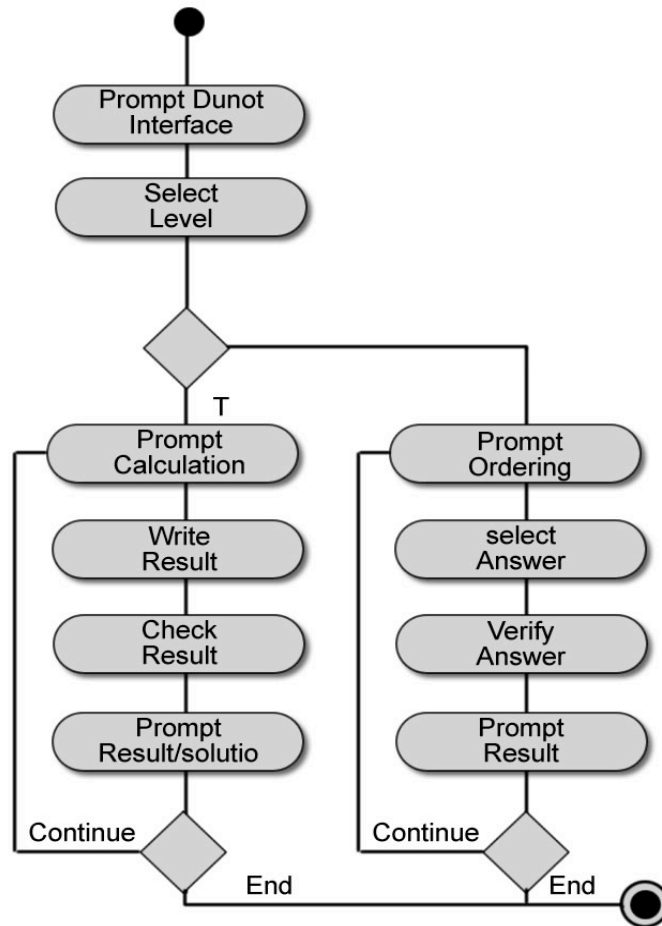 Prompt Dunot
Interface
Select
Level
T
Prompt
Calculation
Write
Result
Check
Result
Prompt
Result/solutio
Continue
End
Prompt
Ordering
select
Answer
Verify
Answer
Prompt
Result
Continue
End